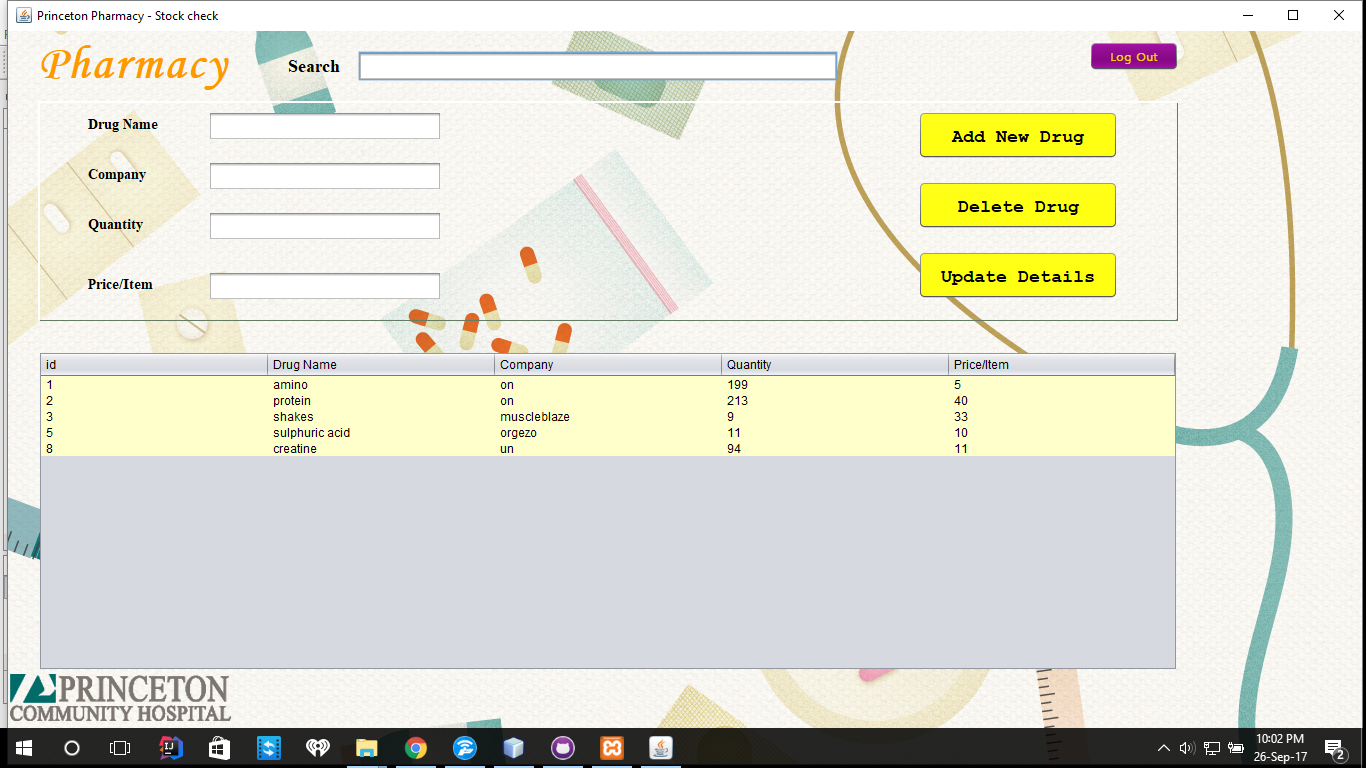 Princeton Pharmacy - Stock check
Pharmacy
Search
Log Out
Drug Name
Add New Drug
Company
Delete Drug
Quantity
Update Details
Price/Item
id Drug Name Company Quantity Price/Item
1 amino on 199 5
2 protein on 213 40
3 shakes muscleblaze 9 33
5 sulphuric acid orgezo 11 10
8 creatine un 94 11
PRINCETON
COMMUNITY HOSPITAL
10:02 PM
26-Sep-17
2